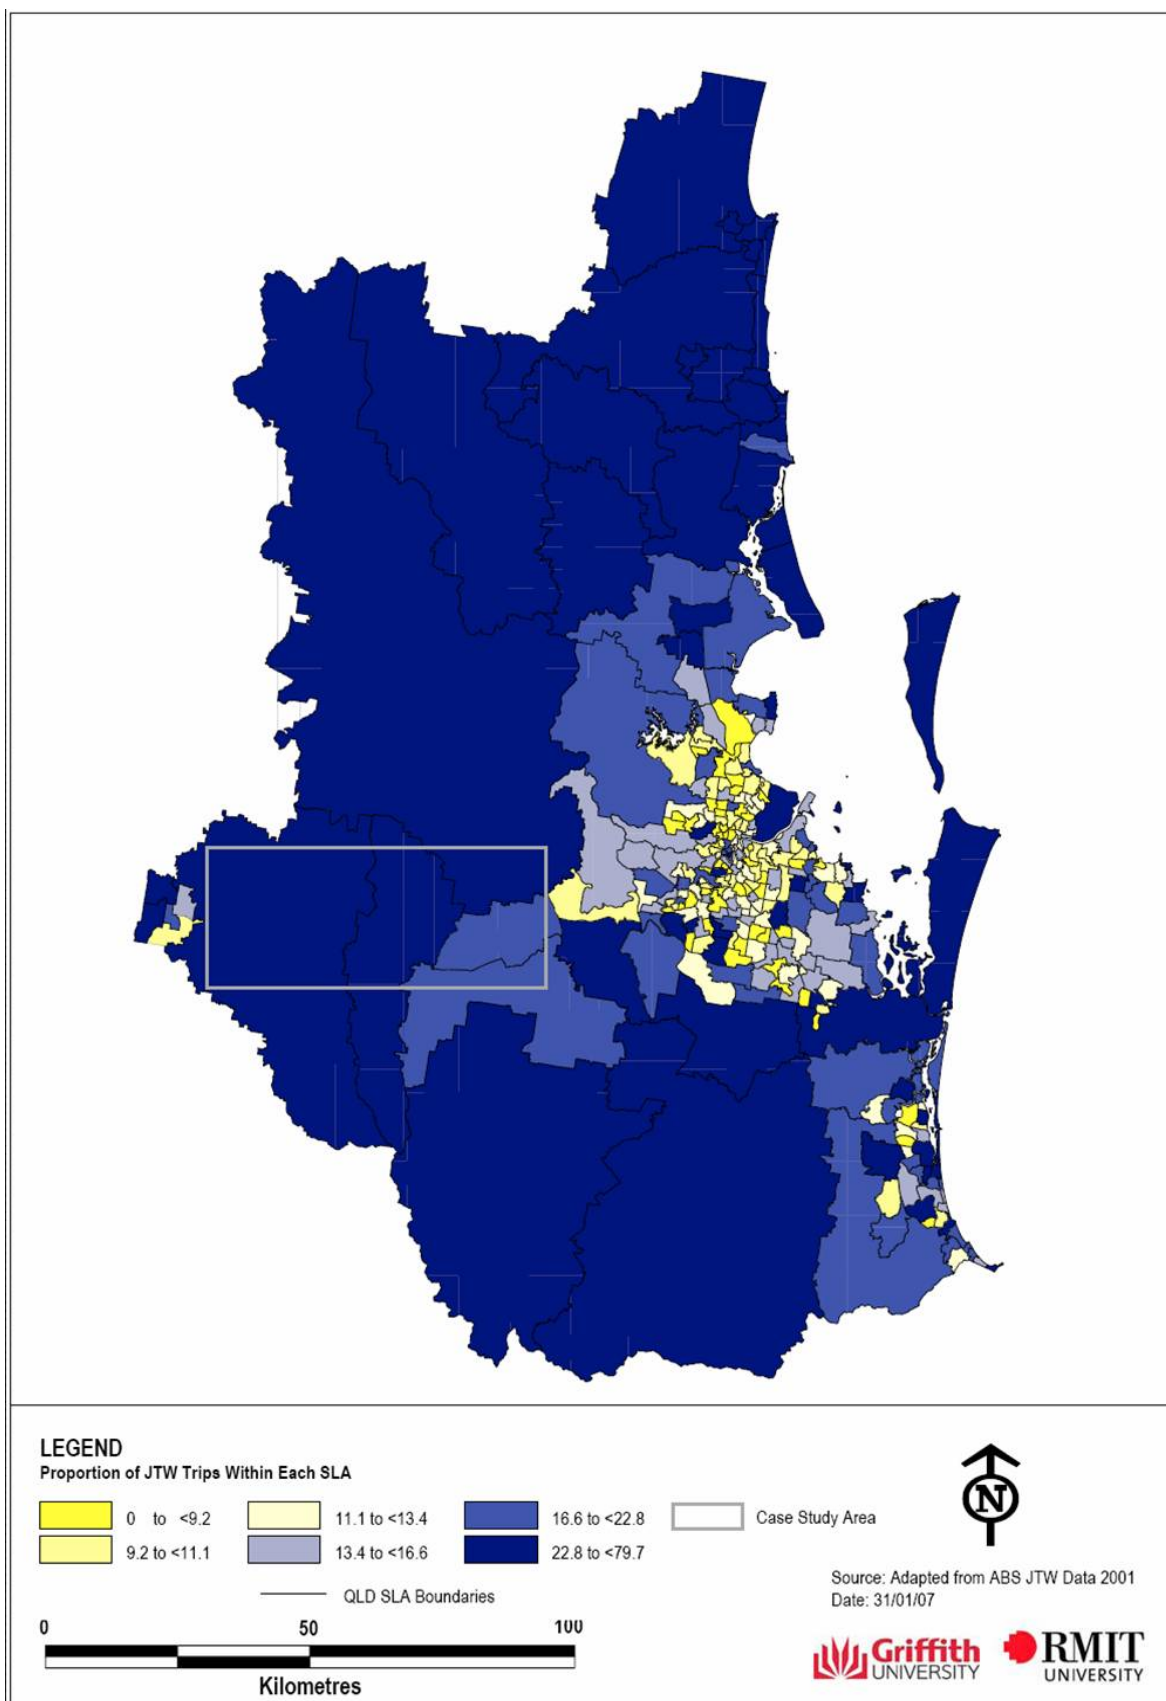 LEGEND
Proportion of JTW Trips Within Each SLA
0 to <9.2
11.1 to <13.4
16.6 to <22.8
Case Study Area
9.2 to <11.1
13.4 to <16.6
22.8 to <79.7
QLD SLA Boundaries
N
Source: Adapted from ABS JTW Data 2001
Date: 31/01/07
0 50 100
Kilometres
Griffith
UNIVERSITY
RMIT
UNIVERSITY